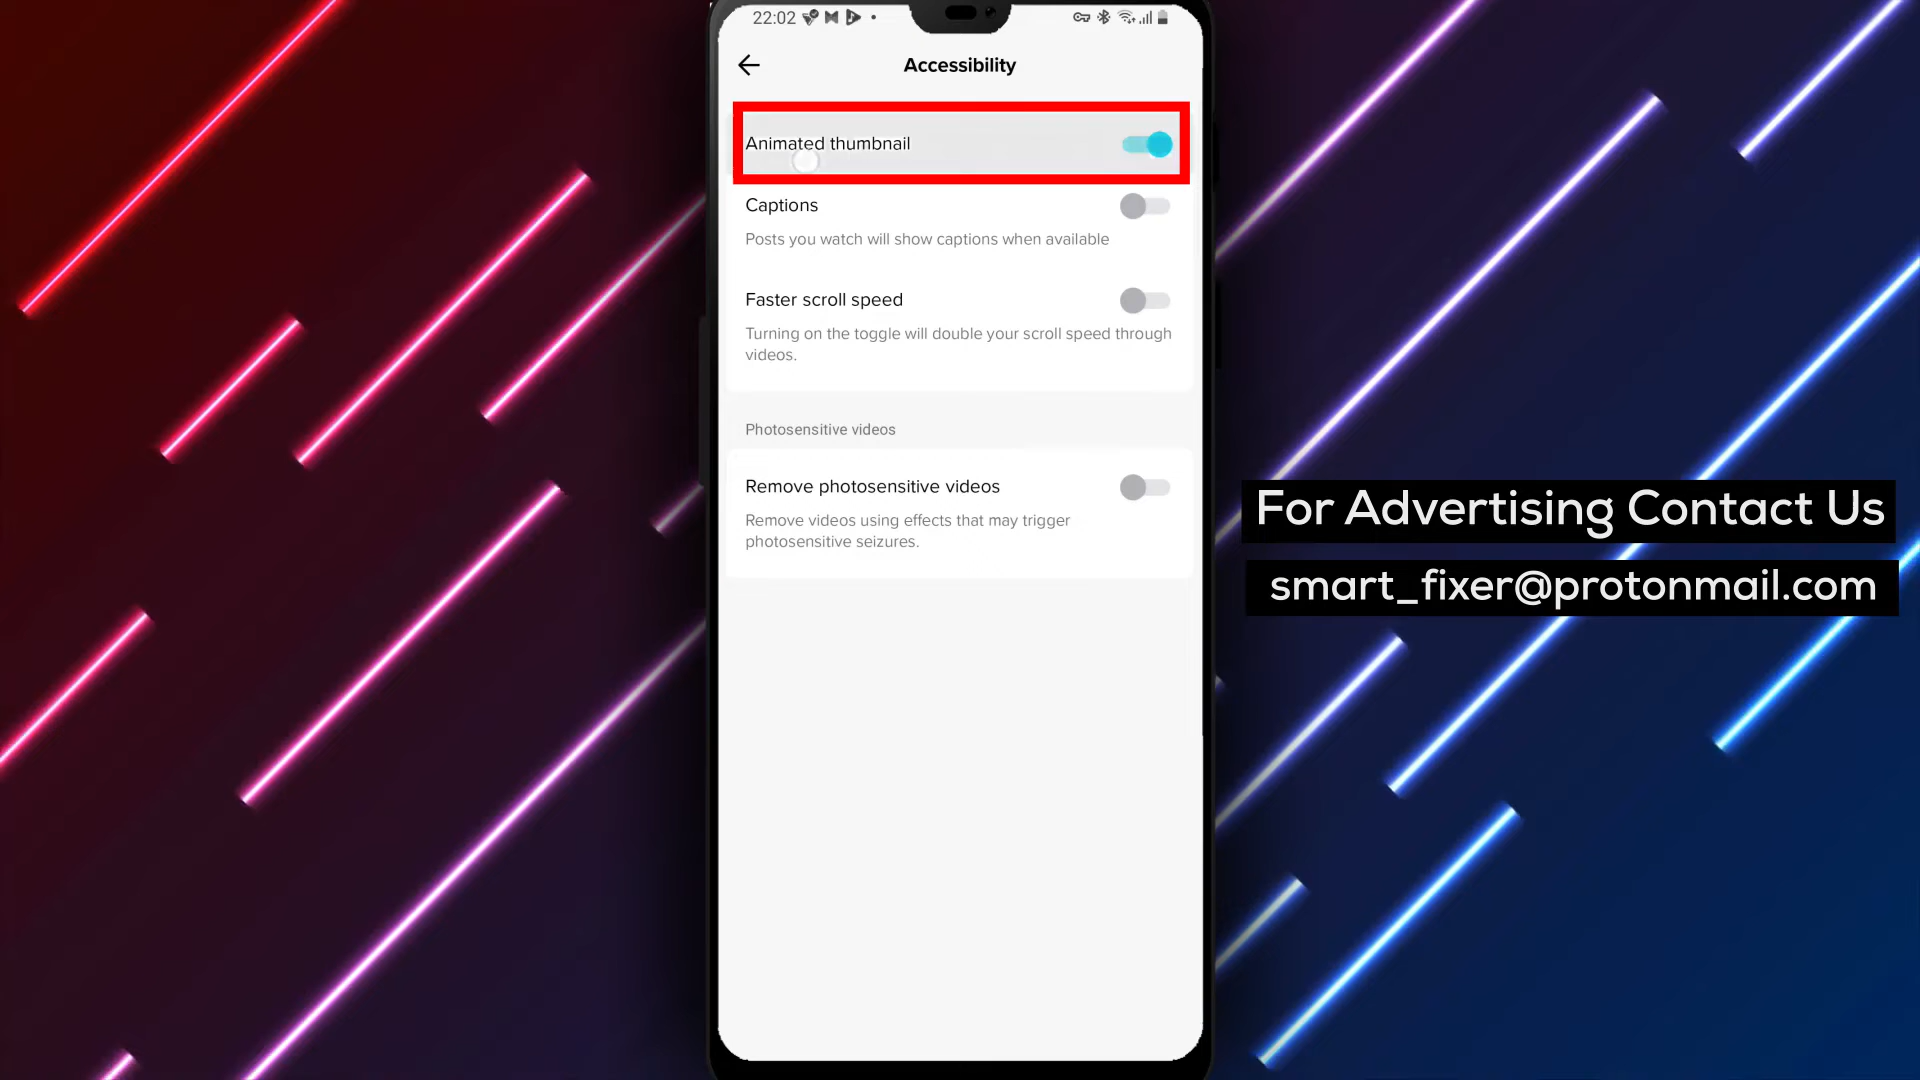 22:02
Accessibility
Animated thumbnail
Captions
Posts you watch will show captions when available
Faster scroll speed
Turning on the toggle will double your scroll speed through
videos.
Photosensitive videos
Remove photosensitive videos
Remove videos using effects that may trigger
photosensitive seizures.
For Advertising Contact Us
smart_fixer@protonmail.com